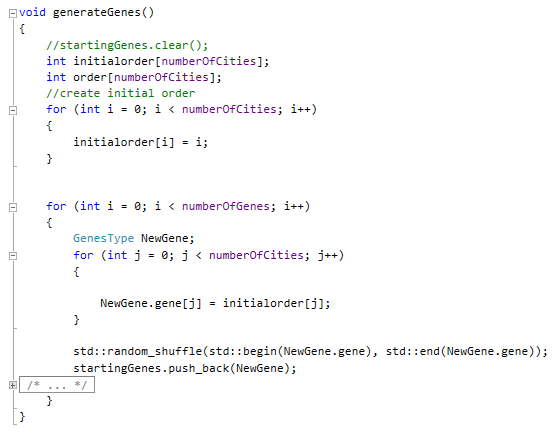 void generateGenes()
{
    //startingGenes.clear();
    int initialorder[numberOfCities];
    int order[numberOfCities];
    //create initial order
    for (int i = 0; i < numberOfCities; i++)
    {
        initialorder[i] = i;
    }
    for (int i = 0; i < numberOfGenes; i++)
    {
        GenesType NewGene;
        for (int j = 0; j < numberOfCities; j++)
        {
            NewGene.gene[j] = initialorder[j];
        }
        std::random_shuffle(std::begin(NewGene.gene), std::end(NewGene.gene));
        startingGenes.push_back(NewGene);
/* ... */
    }
}